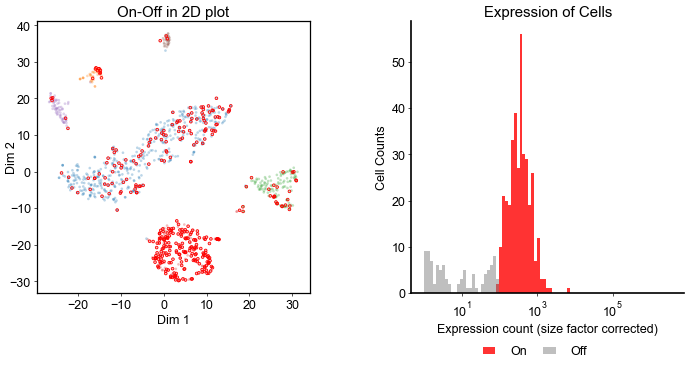 On-Off in 2D plot
Dim 2
40
30
20
10
0
−10
−20
−30
−20
−10
0
10
20
30
Dim 1
Expression of Cells
Cell Counts
50
40
30
20
10
0
10^1
10^3
10^5
Expression count (size factor corrected)
On
Off